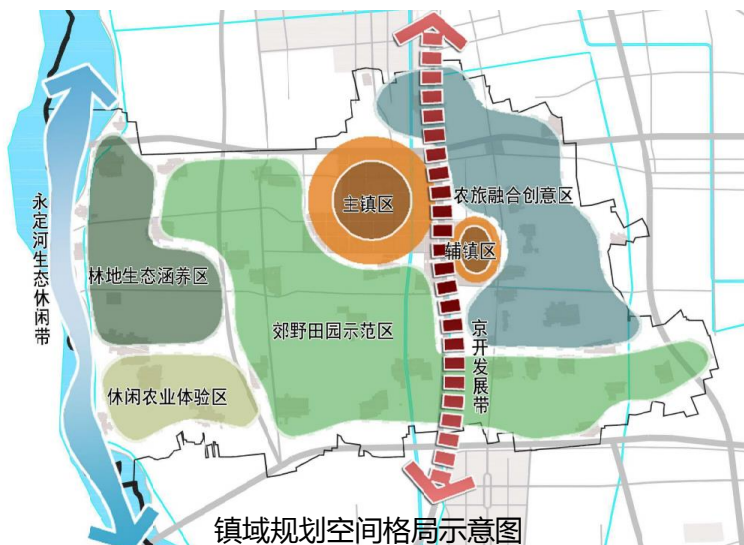 主镇区
农旅融合创意区
永定河生态休闲带
辅镇区
林地生态涵养区
郊野田园示范区
京开发展带
休闲农业体验区
镇域规划空间格局示意图